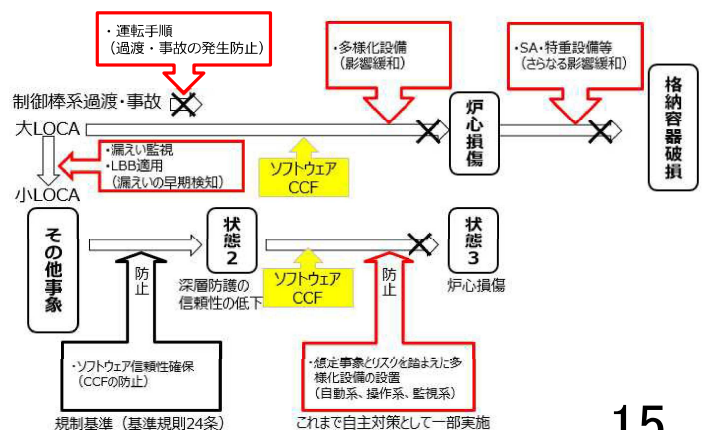 ・運転手順
（過渡・事故の発生防止）
・多様化設備
（影響緩和）
・SA・特重設備等
（さらなる影響緩和）
制御棒系過渡・事故
大LOCA
炉心損傷
格納容器破損
・漏えい監視
・LBB適用
（漏えいの早期検知）
ソフトウェア
CCF
小LOCA
その他事象
状態２
状態３
防止
ソフトウェア
CCF
防止
深層防護の
信頼性の低下
炉心損傷
・ソフトウェア信頼性確保
（CCFの防止）
・想定事象とリスクを踏まえに多
様化設備の設置
（自動系、操作系、監視系）
規制基準（基準規則24条）
これまで自主対策として一部実施
15